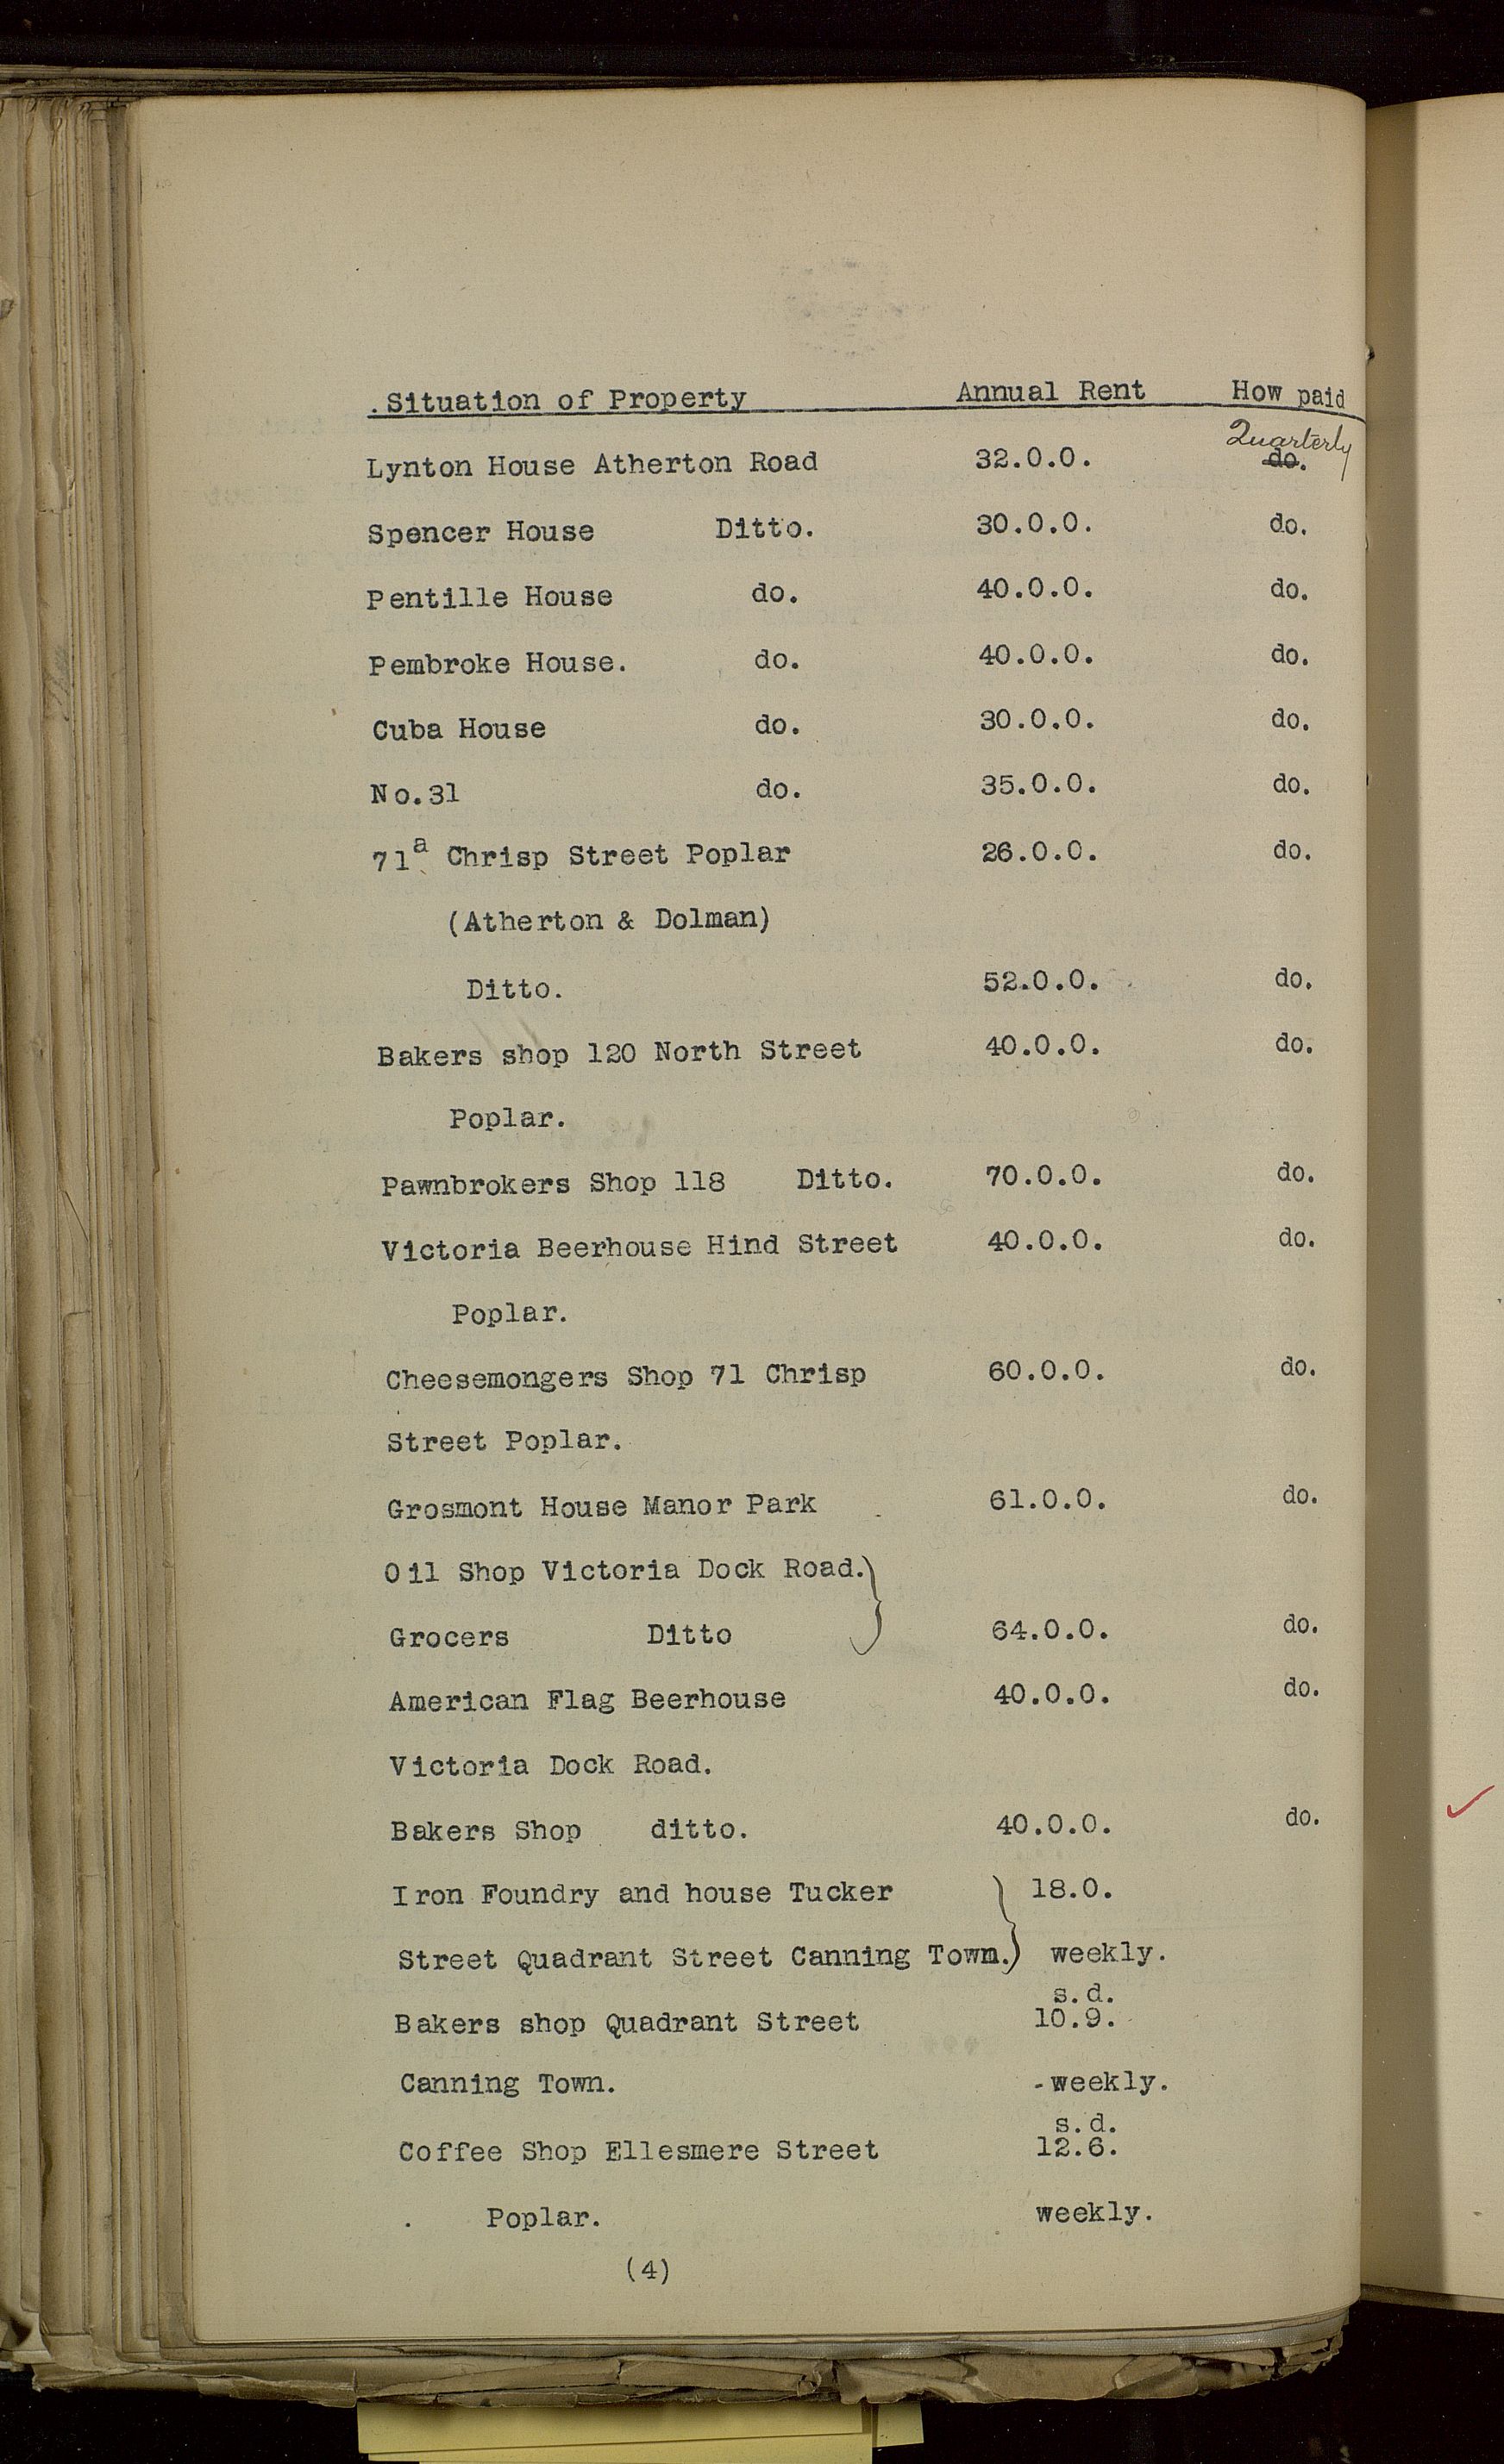 .Situation of Property Annual Rent How paid
Quarterly
Lynton House Atherton Road 32.0.0. do.
Spencer House Ditto. 30.0.0. do.
Pentille House do. 40.0.0. do.
Pembroke House. do. 40.0.0. do.
Cuba House do. 30.0.0. do.
No.31 do. 35.0.0. do.
71a Chrisp Street Poplar 26.0.0. do.
(Atherton & Dolman)
Ditto. 52.0.0. do.
Bakers shop 120 North Street 40.0.0. do.
Poplar.
Pawnbrokers Shop 118 Ditto. 70.0.0. do.
Victoria Beerhouse Hind Street 40.0.0. do.
Poplar.
Cheesemongers Shop 71 Chrisp 60.0.0. do.
Street Poplar.
Grosmont House Manor Park 61.0.0. do.
Oil Shop Victoria Dock Road.
Grocers Ditto 64.0.0. do.
American Flag Beerhouse 40.0.0. do.
Victoria Dock Road.
Bakers Shop ditto. 40.0.0. do.
Iron Foundry and house Tucker 18.0.
Street Quadrant Street Canning Town. weekly.
s.d.
Bakers shop Quadrant Street 10.9.
Canning Town. -weekly.
s.d.
Coffee Shop Ellesmere Street 12.6.
Poplar. weekly.
(4)